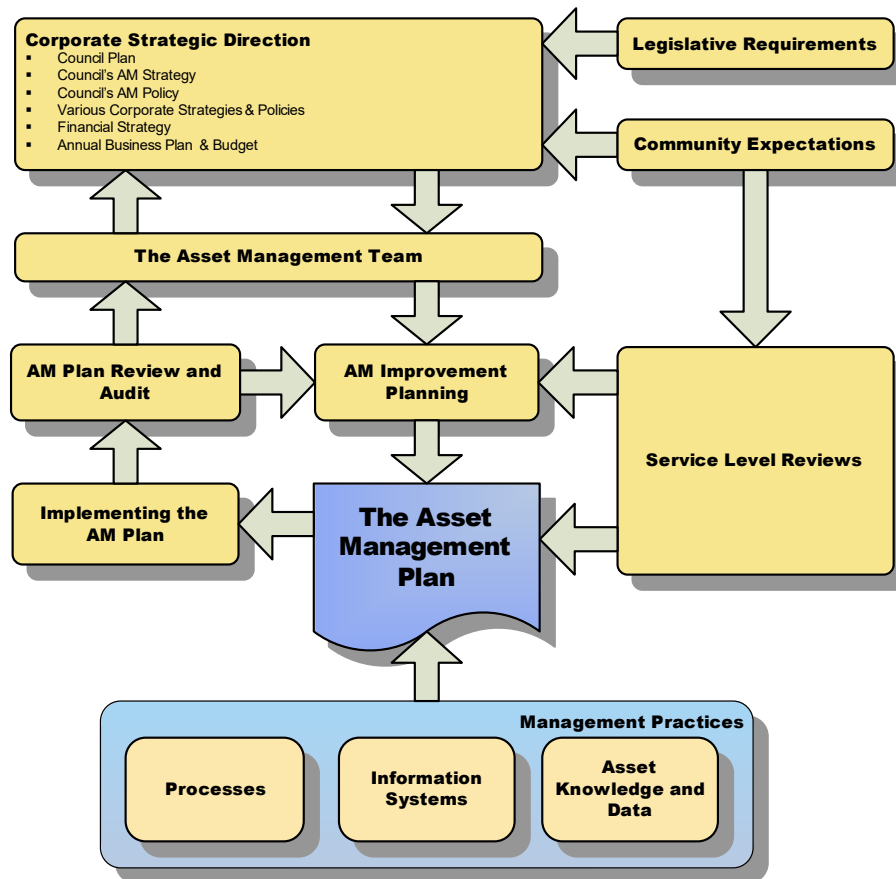 Corporate Strategic Direction
▪ Council Plan
▪ Council's AM Strategy
▪ Council's AM Policy
▪ Various Corporate Strategies & Policies
▪ Financial Strategy
▪ Annual Business Plan & Budget
Legislative Requirements
Community Expectations
The Asset Management Team
AM Plan Review and
Audit
AM Improvement
Planning
Service Level Reviews
Implementing the
AM Plan
The Asset
Management
Plan
Management Practices
Processes
Information
Systems
Asset
Knowledge and
Data